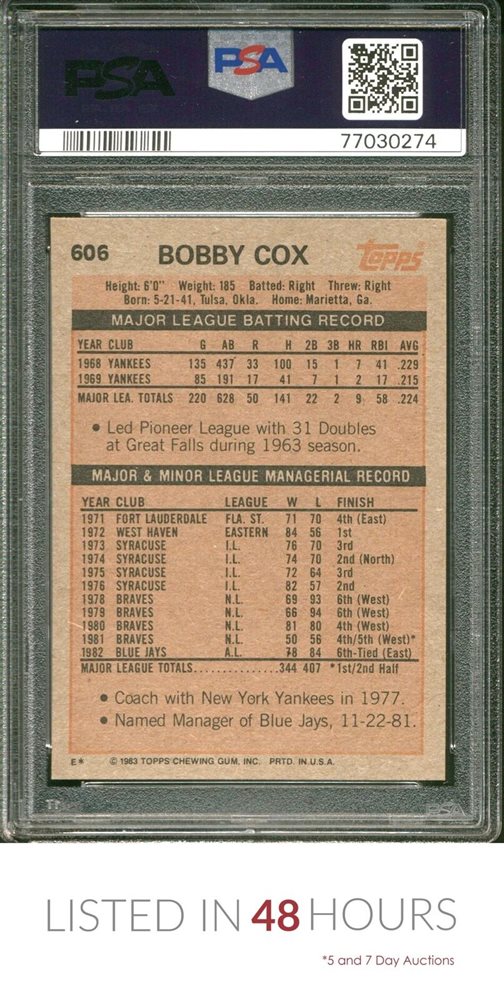 PSA PSA
77030274
606 BOBBY COX Topps
Height: 6'0" Weight: 185 Batted: Right Threw: Right
Born: 5-21-41, Tulsa, Okla. Home: Marietta, Ga.
MAJOR LEAGUE BATTING RECORD
YEAR CLUB G AB R H 2B 3B HR RBI AVG
1968 YANKEES 135 437 33 100 15 1 7 41 .229
1969 YANKEES 85 191 17 41 7 1 2 17 .215
MAJOR LEA. TOTALS 220 628 50 141 22 2 9 58 .224
• Led Pioneer League with 31 Doubles
at Great Falls during 1963 season.
MAJOR & MINOR LEAGUE MANAGERIAL RECORD
YEAR CLUB LEAGUE W L FINISH
1971 FORT LAUDERDALE FLA. ST. 71 70 4th (East)
1972 WEST HAVEN EASTERN 84 56 1st
1973 SYRACUSE I.L. 76 70 3rd
1974 SYRACUSE I.L. 74 70 2nd (North)
1975 SYRACUSE I.L. 72 64 3rd
1976 SYRACUSE I.L. 82 57 2nd
1978 BRAVES N.L. 69 93 6th (West)
1979 BRAVES N.L. 66 94 6th (West)
1980 BRAVES N.L. 81 80 4th (West)
1981 BRAVES N.L. 50 56 4th/5th (West)*
1982 BLUE JAYS A.L. 78 84 6th-Tied (East)
MAJOR LEAGUE TOTALS..............344 407 *1st/2nd Half
• Coach with New York Yankees in 1977.
• Named Manager of Blue Jays, 11-22-81.
E* © 1983 TOPPS CHEWING GUM, INC. PRTD. IN U.S.A.
PSA
LISTED IN 48 HOURS
*5 and 7 Day Auctions